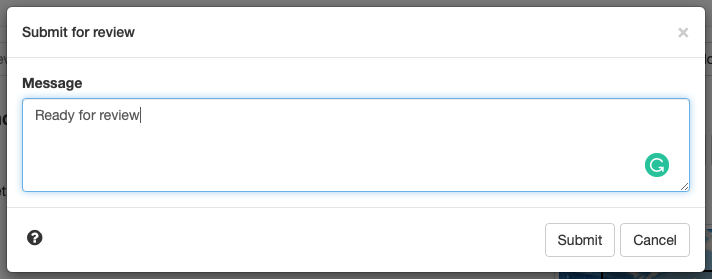 Submit for review
×
Message
Ready for review
Submit
Cancel